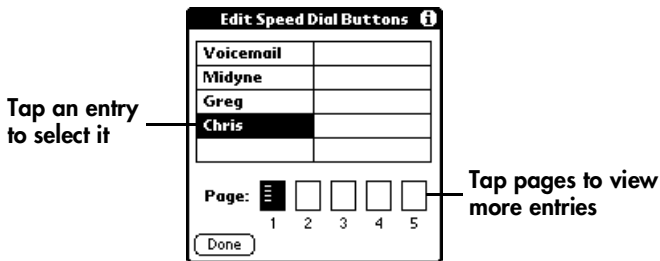 Edit Speed Dial Buttons i
Voicemail
Midyne
Greg
Chris
Tap an entry
to select it
Page:
1 2 3 4 5
Tap pages to view
more entries
Done